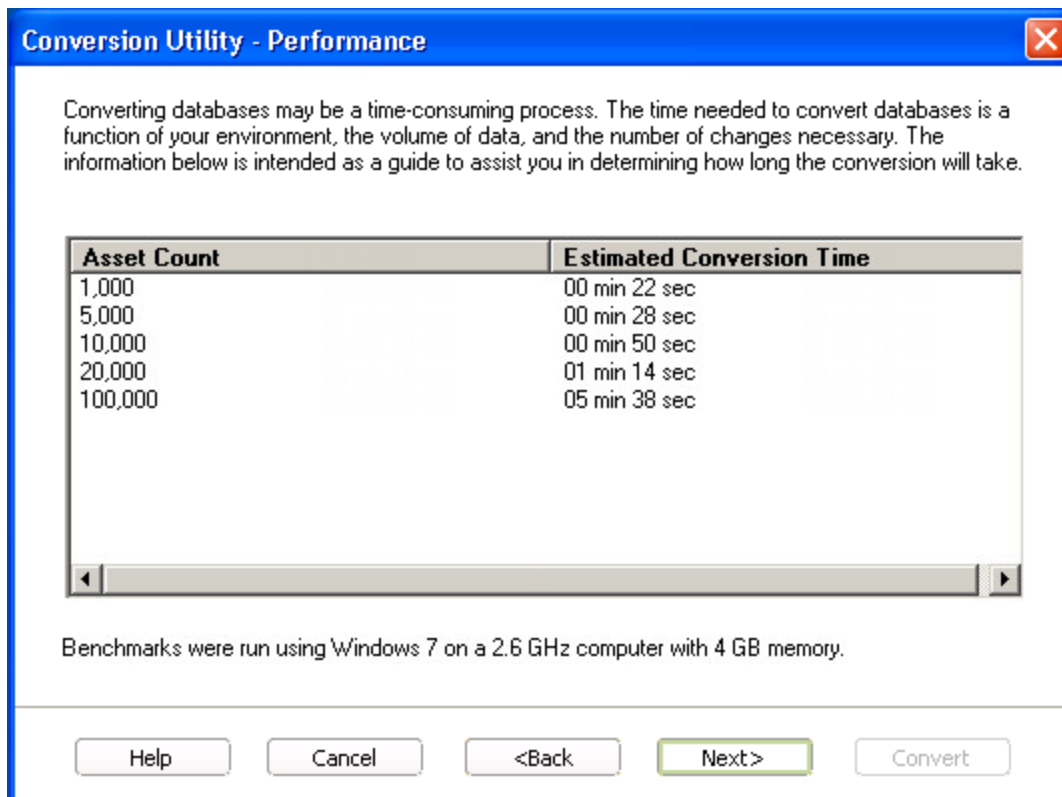 Conversion Utility - Performance
Converting databases may be a time-consuming process. The time needed to convert databases is a
function of your environment, the volume of data, and the number of changes necessary. The
information below is intended as a guide to assist you in determining how long the conversion will take.
Asset Count Estimated Conversion Time
1,000 00 min 22 sec
5,000 00 min 28 sec
10,000 00 min 50 sec
20,000 01 min 14 sec
100,000 05 min 38 sec
Benchmarks were run using Windows 7 on a 2.6 GHz computer with 4 GB memory.
Help Cancel <Back Next> Convert